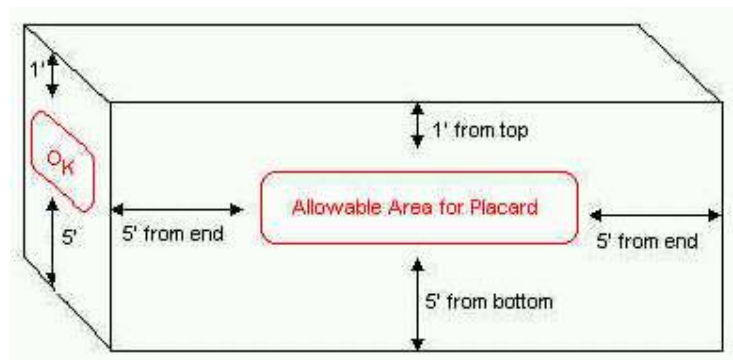 1'
OK
5'
1' from top
Allowable Area for Placard
5' from end
5' from end
5' from bottom